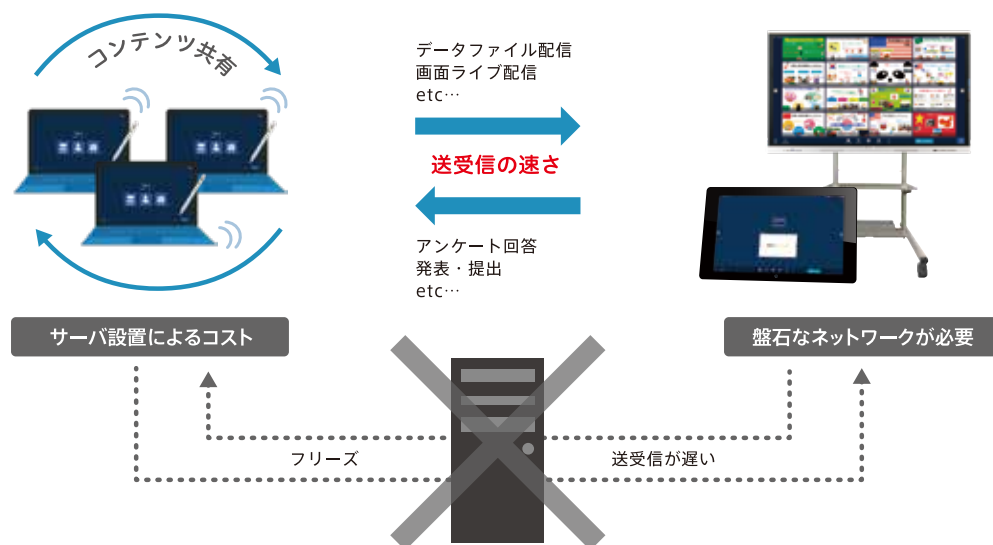 コンテンツ共有
データファイル配信
画面ライブ配信
etc…
送受信の速さ
アンケート回答
発表・提出
etc…
サーバ設置によるコスト
盤石なネットワークが必要
フリーズ
送受信が遅い